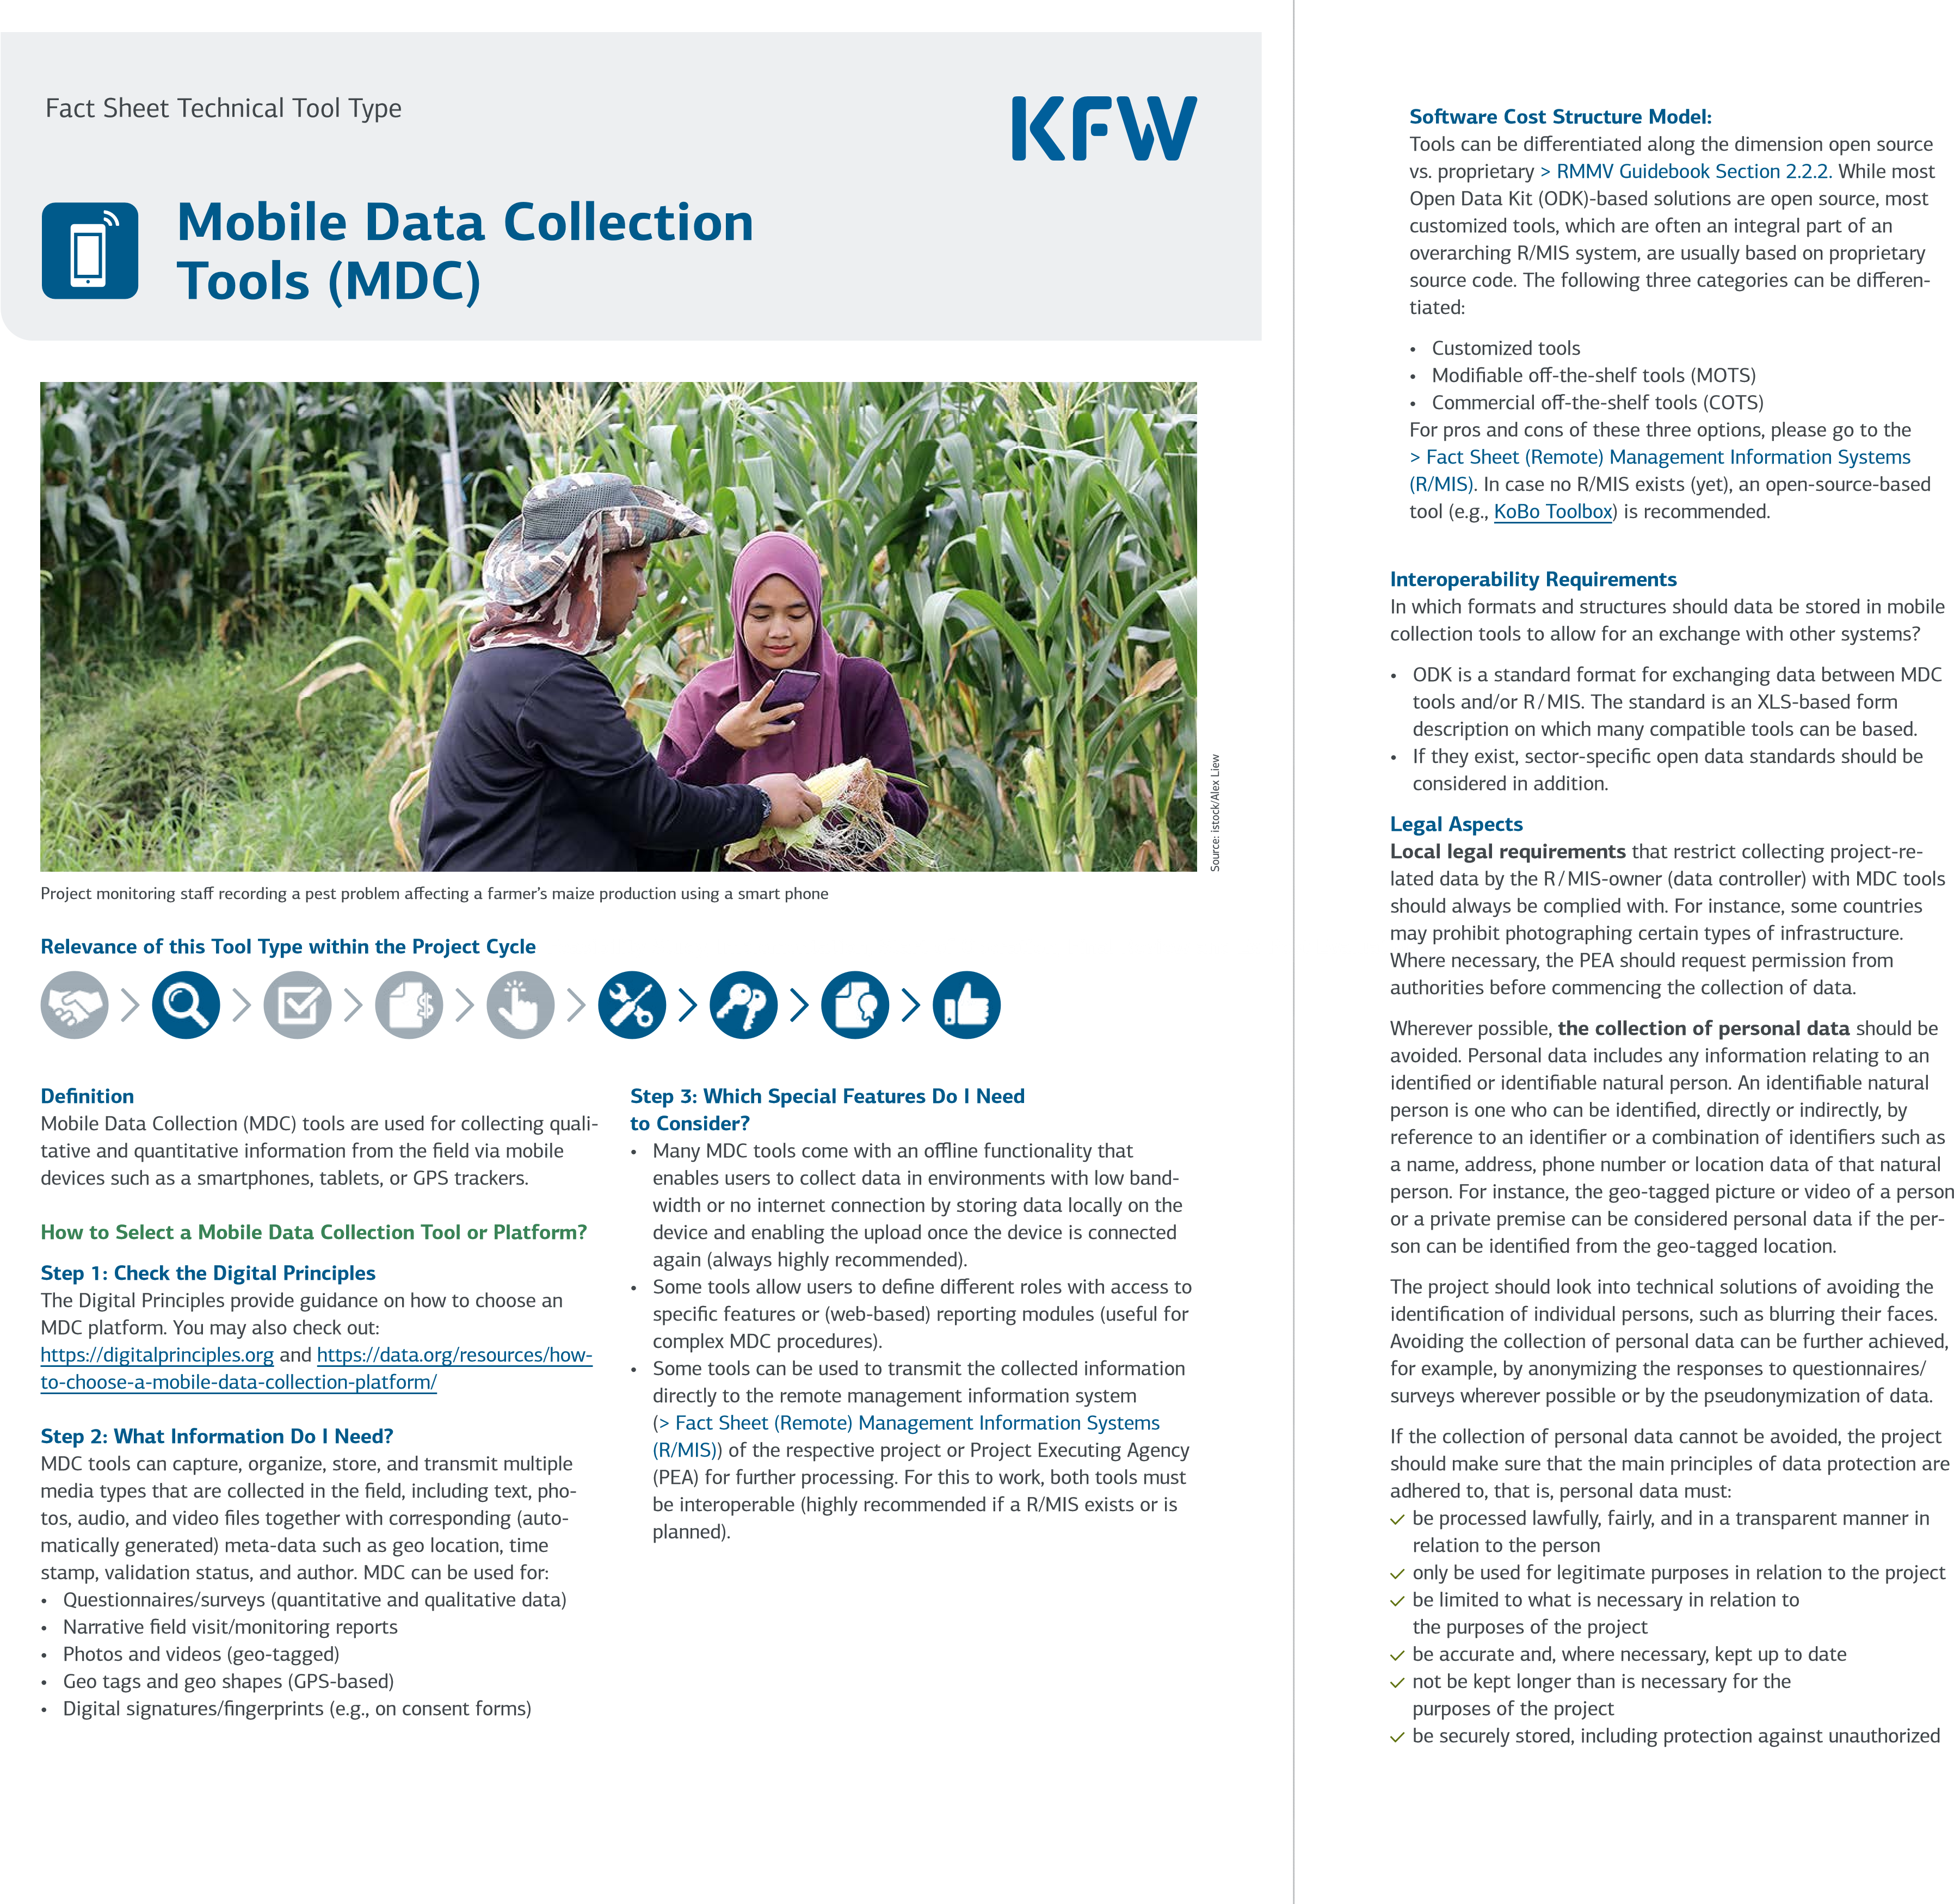 Fact Sheet Technical Tool Type
KFW
Mobile Data Collection
Tools (MDC)
Source: istock/Alex Liew
Project monitoring staff recording a pest problem affecting a farmer's maize production using a smart phone
Relevance of this Tool Type within the Project Cycle
Definition
Mobile Data Collection (MDC) tools are used for collecting quali-
tative and quantitative information from the field via mobile
devices such as a smartphones, tablets, or GPS trackers.
How to Select a Mobile Data Collection Tool or Platform?
Step 1: Check the Digital Principles
The Digital Principles provide guidance on how to choose an
MDC platform. You may also check out:
https://digitalprinciples.org and https://data.org/resources/how-
to-choose-a-mobile-data-collection-platform/
Step 2: What Information Do I Need?
MDC tools can capture, organize, store, and transmit multiple
media types that are collected in the field, including text, pho-
tos, audio, and video files together with corresponding (auto-
matically generated) meta-data such as geo location, time
stamp, validation status, and author. MDC can be used for:
• Questionnaires/surveys (quantitative and qualitative data)
• Narrative field visit/monitoring reports
• Photos and videos (geo-tagged)
• Geo tags and geo shapes (GPS-based)
• Digital signatures/fingerprints (e.g., on consent forms)
Step 3: Which Special Features Do I Need
to Consider?
• Many MDC tools come with an offline functionality that
enables users to collect data in environments with low band-
width or no internet connection by storing data locally on the
device and enabling the upload once the device is connected
again (always highly recommended).
• Some tools allow users to define different roles with access to
specific features or (web-based) reporting modules (useful for
complex MDC procedures).
• Some tools can be used to transmit the collected information
directly to the remote management information system
(> Fact Sheet (Remote) Management Information Systems
(R/MIS)) of the respective project or Project Executing Agency
(PEA) for further processing. For this to work, both tools must
be interoperable (highly recommended if a R/MIS exists or is
planned).
Software Cost Structure Model:
Tools can be differentiated along the dimension open source
vs. proprietary > RMMV Guidebook Section 2.2.2. While most
Open Data Kit (ODK)-based solutions are open source, most
customized tools, which are often an integral part of an
overarching R/MIS system, are usually based on proprietary
source code. The following three categories can be differen-
tiated:
• Customized tools
• Modifiable off-the-shelf tools (MOTS)
• Commercial off-the-shelf tools (COTS)
For pros and cons of these three options, please go to the
> Fact Sheet (Remote) Management Information Systems
(R/MIS). In case no R/MIS exists (yet), an open-source-based
tool (e.g., KoBo Toolbox) is recommended.
Interoperability Requirements
In which formats and structures should data be stored in mobile
collection tools to allow for an exchange with other systems?
• ODK is a standard format for exchanging data between MDC
tools and/or R/MIS. The standard is an XLS-based form
description on which many compatible tools can be based.
• If they exist, sector-specific open data standards should be
considered in addition.
Legal Aspects
Local legal requirements that restrict collecting project-re-
lated data by the R/MIS-owner (data controller) with MDC tools
should always be complied with. For instance, some countries
may prohibit photographing certain types of infrastructure.
Where necessary, the PEA should request permission from
authorities before commencing the collection of data.
Wherever possible, the collection of personal data should be
avoided. Personal data includes any information relating to an
identified or identifiable natural person. An identifiable natural
person is one who can be identified, directly or indirectly, by
reference to an identifier or a combination of identifiers such as
a name, address, phone number or location data of that natural
person. For instance, the geo-tagged picture or video of a person
or a private premise can be considered personal data if the per-
son can be identified from the geo-tagged location.
The project should look into technical solutions of avoiding the
identification of individual persons, such as blurring their faces.
Avoiding the collection of personal data can be further achieved,
for example, by anonymizing the responses to questionnaires/
surveys wherever possible or by the pseudonymization of data.
If the collection of personal data cannot be avoided, the project
should make sure that the main principles of data protection are
adhered to, that is, personal data must:
✓ be processed lawfully, fairly, and in a transparent manner in
relation to the person
✓ only be used for legitimate purposes in relation to the project
✓ be limited to what is necessary in relation to
the purposes of the project
✓ be accurate and, where necessary, kept up to date
✓ not be kept longer than is necessary for the
purposes of the project
✓ be securely stored, including protection against unauthorized